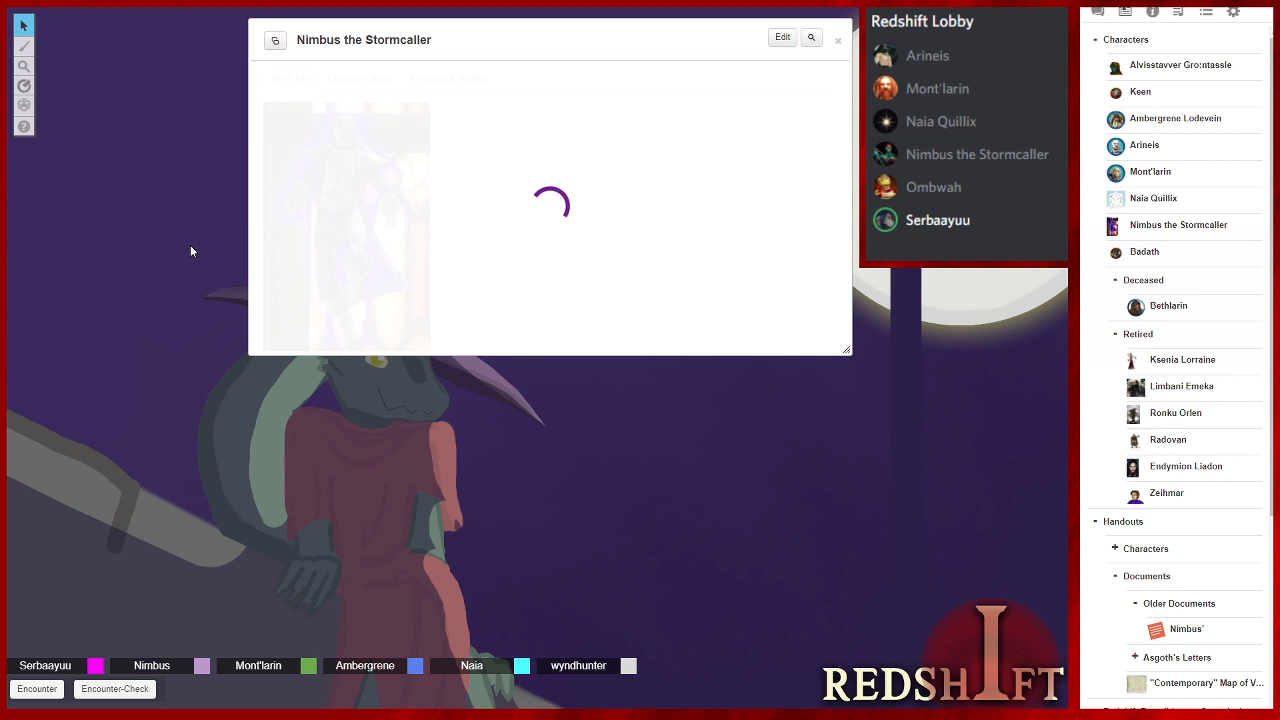 Nimbus the Stormcaller
Edit
Redshift Lobby
Arineis
Mont'larin
Naia Quillix
Nimbus the Stormcaller
Ombwah
Serbaayuu
Characters
Alvisstavver Gro:ntassle
Keen
Ambergrene Lodevein
Arineis
Mont'larin
Naia Quillix
Nimbus the Stormcaller
Badath
Deceased
Bethlarin
Retired
Ksenia Lorraine
Limbani Emeka
Ronku Orlen
Radovan
Endymion Liadon
Zeihmar
Handouts
Characters
Documents
Older Documents
Nimbus'
Asgoth's Letters
"Contemporary" Map of V...
Serbaayuu
Nimbus
Mont'larin
Ambergrene
Naia
wyndhunter
Encounter
Encounter-Check
REDSHIFT